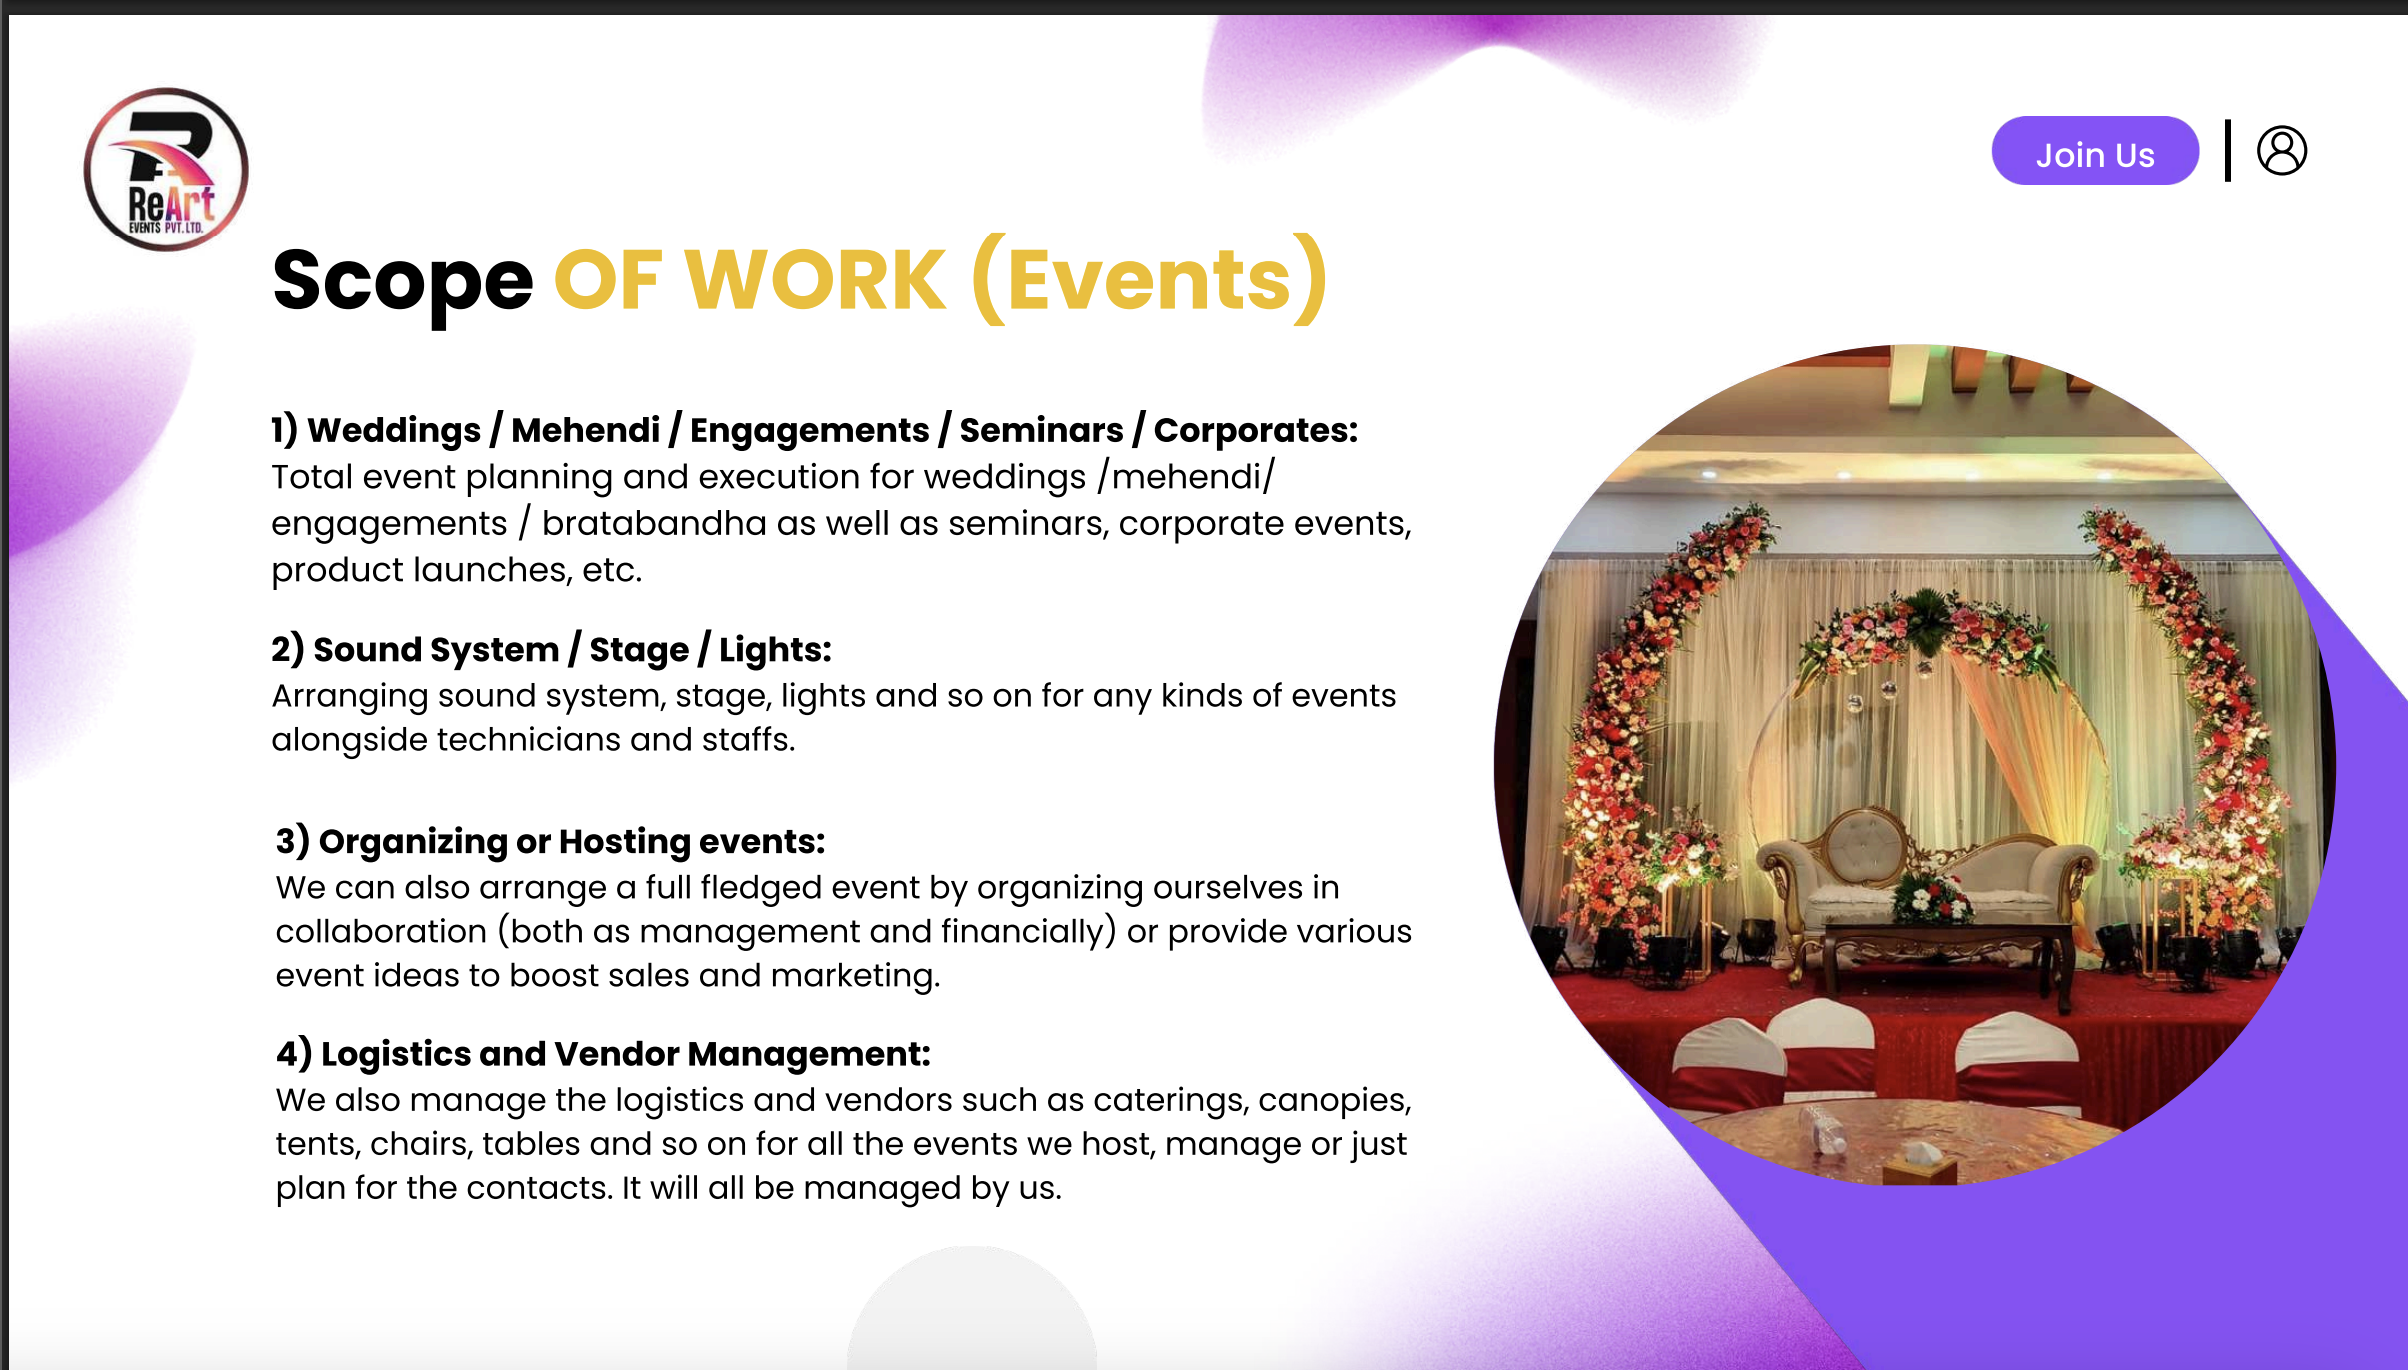 ReArt
EVENTS PVT. LTD.
Join Us
Scope OF WORK (Events)
1) Weddings / Mehendi / Engagements / Seminars / Corporates:
Total event planning and execution for weddings /mehendi/
engagements / bratabandha as well as seminars, corporate events,
product launches, etc.
2) Sound System / Stage / Lights:
Arranging sound system, stage, lights and so on for any kinds of events
alongside technicians and staffs.
3) Organizing or Hosting events:
We can also arrange a full fledged event by organizing ourselves in
collaboration (both as management and financially) or provide various
event ideas to boost sales and marketing.
4) Logistics and Vendor Management:
We also manage the logistics and vendors such as caterings, canopies,
tents, chairs, tables and so on for all the events we host, manage or just
plan for the contacts. It will all be managed by us.